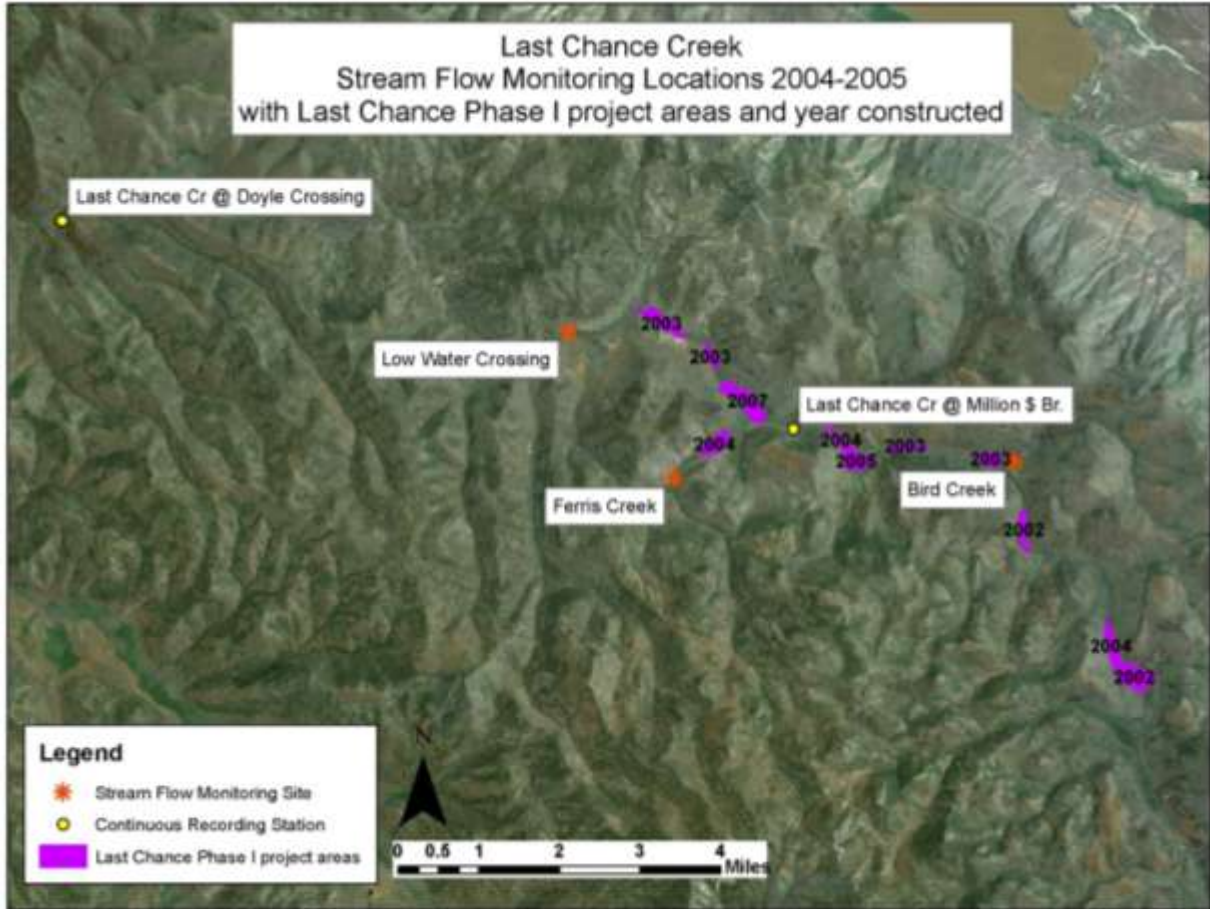 Last Chance Creek
Stream Flow Monitoring Locations 2004-2005
with Last Chance Phase I project areas and year constructed
Last Chance Cr @ Doyle Crossing
2003
Low Water Crossing
2003
2007
Last Chance Cr @ Million $ Br.
2004
2004
2003
2005
2003
Bird Creek
Ferris Creek
2002
2004
2002
Legend
Stream Flow Monitoring Site
Continuous Recording Station
Last Chance Phase I project areas
N
0 0.5 1 2 3 4
Miles